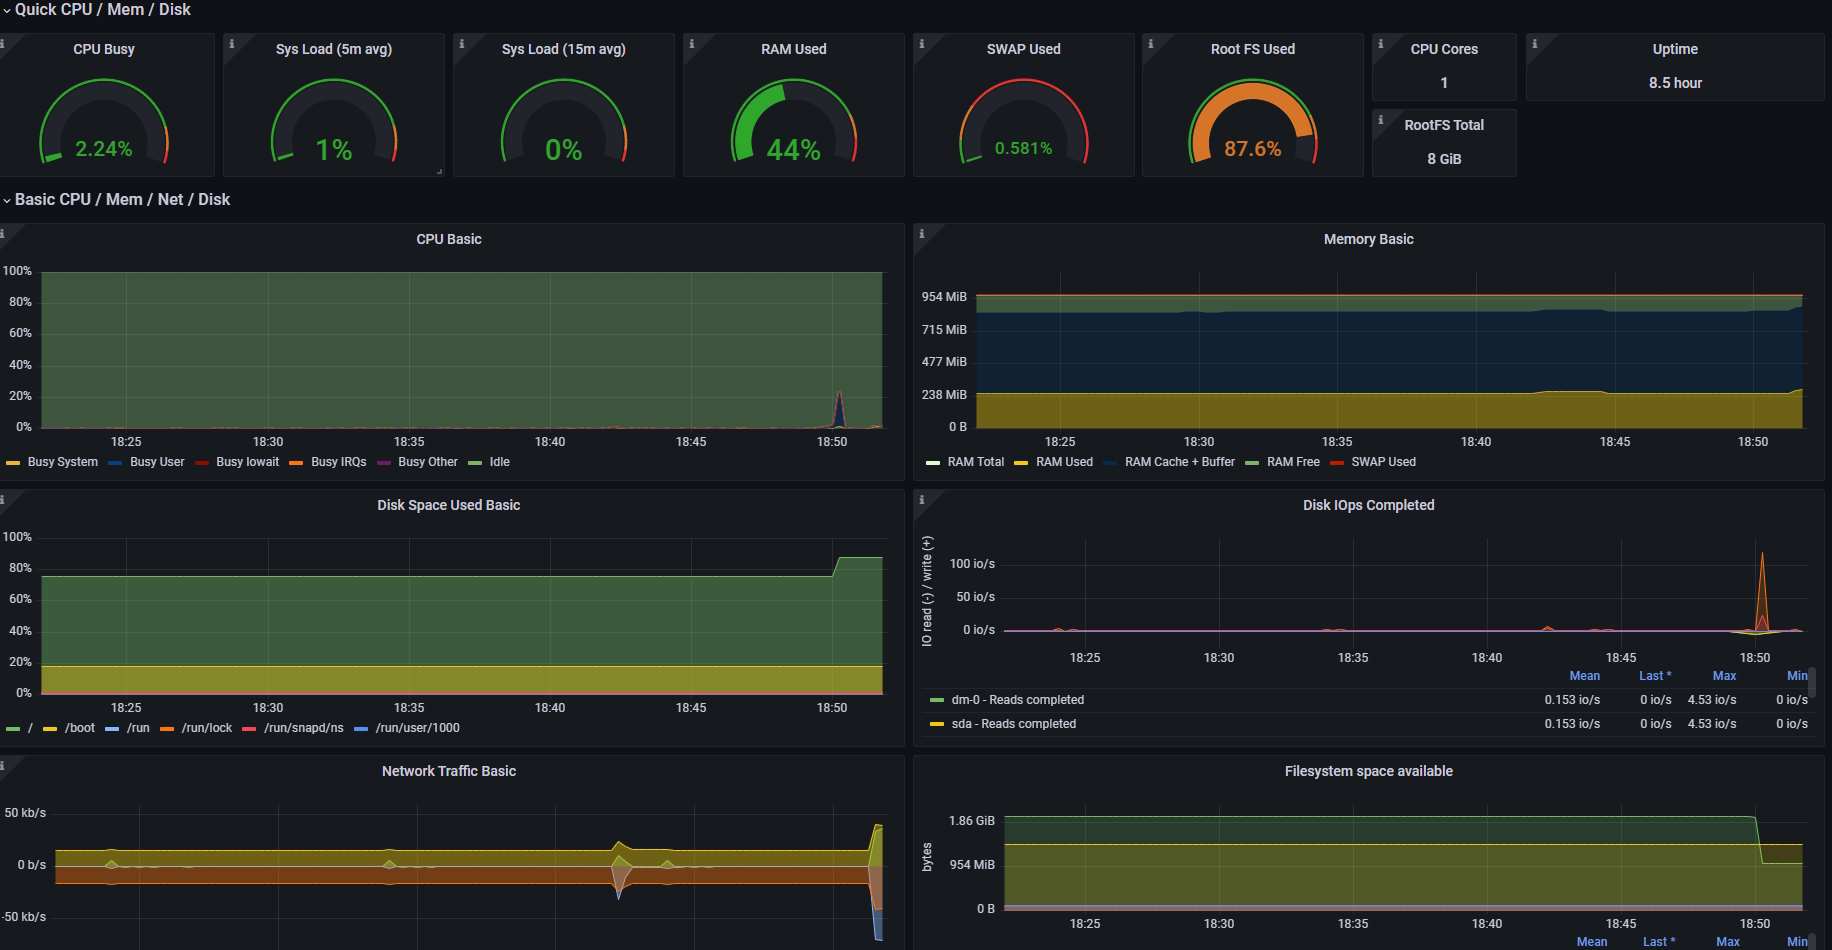 Quick CPU / Mem / Disk
CPU Busy
2.24%
Sys Load (5m avg)
1%
Sys Load (15m avg)
0%
RAM Used
44%
SWAP Used
0.581%
Root FS Used
87.6%
CPU Cores
1
Uptime
8.5 hour
RootFS Total
8 GiB
Basic CPU / Mem / Net / Disk
CPU Basic
100%
80%
60%
40%
20%
0%
18:25 18:30 18:35 18:40 18:45 18:50
Busy System Busy User Busy Iowait Busy IRQs Busy Other Idle
Memory Basic
954 MiB
715 MiB
477 MiB
238 MiB
0 B
18:25 18:30 18:35 18:40 18:45 18:50
RAM Total RAM Used RAM Cache + Buffer RAM Free SWAP Used
Disk Space Used Basic
100%
80%
60%
40%
20%
0%
18:25 18:30 18:35 18:40 18:45 18:50
/ /boot /run /run/lock /run/snapd/ns /run/user/1000
Disk IOps Completed
IO read (-) / write (+)
100 io/s
50 io/s
0 io/s
18:25 18:30 18:35 18:40 18:45 18:50
Mean Last * Max Min
dm-0 - Reads completed 0.153 io/s 0 io/s 4.53 io/s 0 io/s
sda - Reads completed 0.153 io/s 0 io/s 4.53 io/s 0 io/s
Network Traffic Basic
50 kb/s
0 b/s
-50 kb/s
Filesystem space available
bytes
1.86 GiB
954 MiB
0 B
18:25 18:30 18:35 18:40 18:45 18:50
Mean Last * Max Min